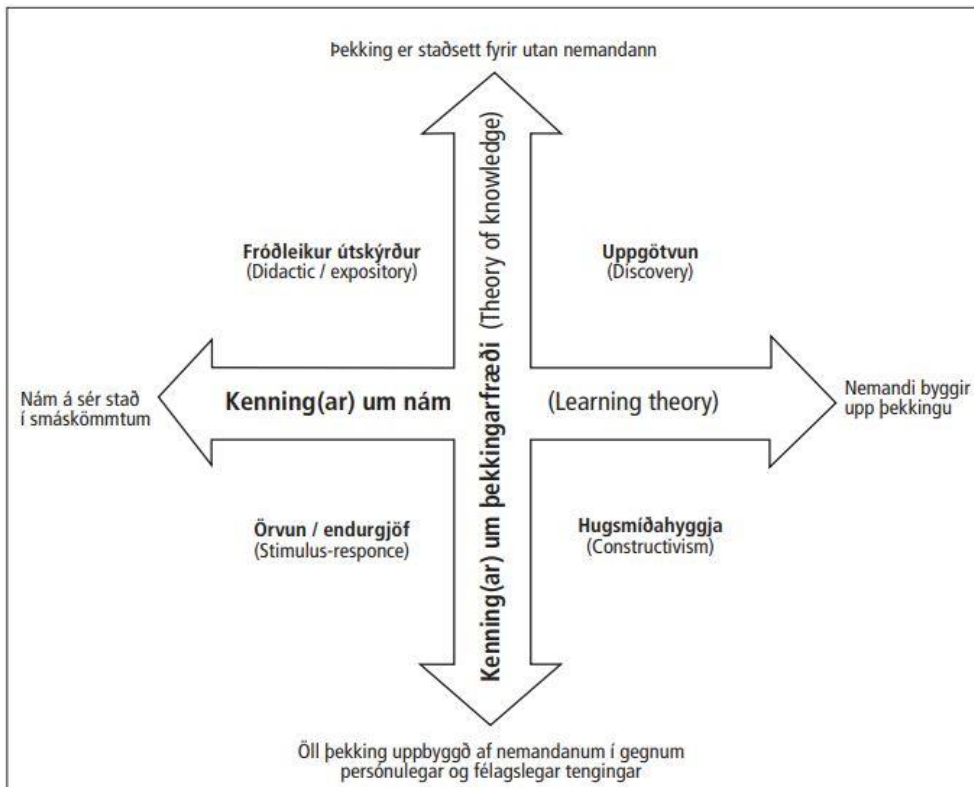 Þekking er staðsett fyrir utan nemandann
Kenning(ar) um þekkingarfræði (Theory of knowledge)
Fróðleikur útskýrður
(Didactic / expository)
Uppgötvun
(Discovery)
Nám á sér stað
í smáskömmtum
Kenning(ar) um nám (Learning theory)
Nemandi byggir
upp þekkingu
Örvun / endurgjöf
(Stimulus-responce)
Hugsmíðahyggja
(Constructivism)
Öll þekking uppbyggð af nemandanum í gegnum
persónulegar og félagslegar tengingar